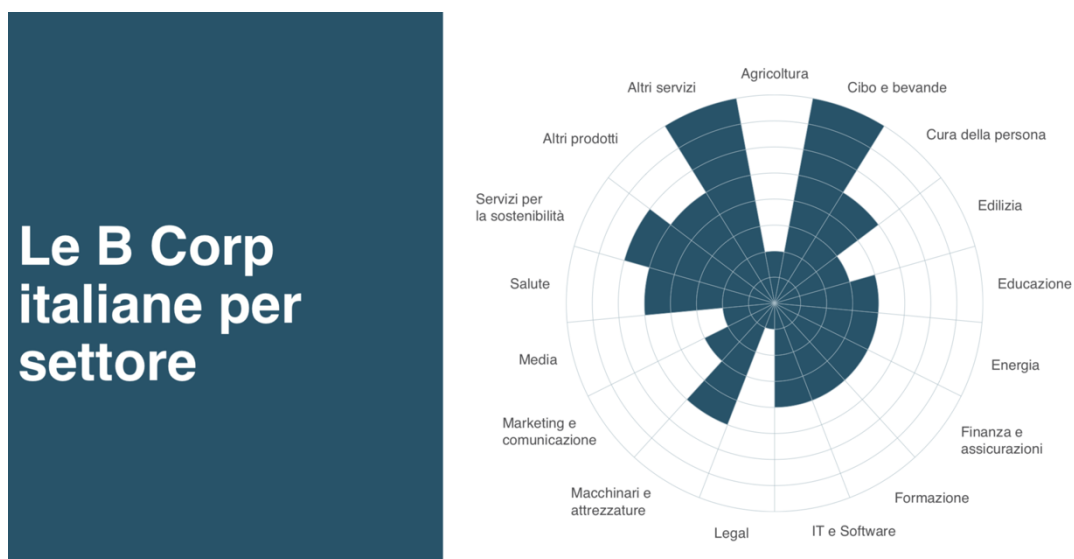 Le B Corp
italiane per
settore
Agricoltura
Cibo e bevande
Cura della persona
Edilizia
Educazione
Energia
Finanza e
assicurazioni
Formazione
IT e Software
Legal
Macchinari e
attrezzature
Marketing e
comunicazione
Media
Salute
Servizi per
la sostenibilità
Altri prodotti
Altri servizi